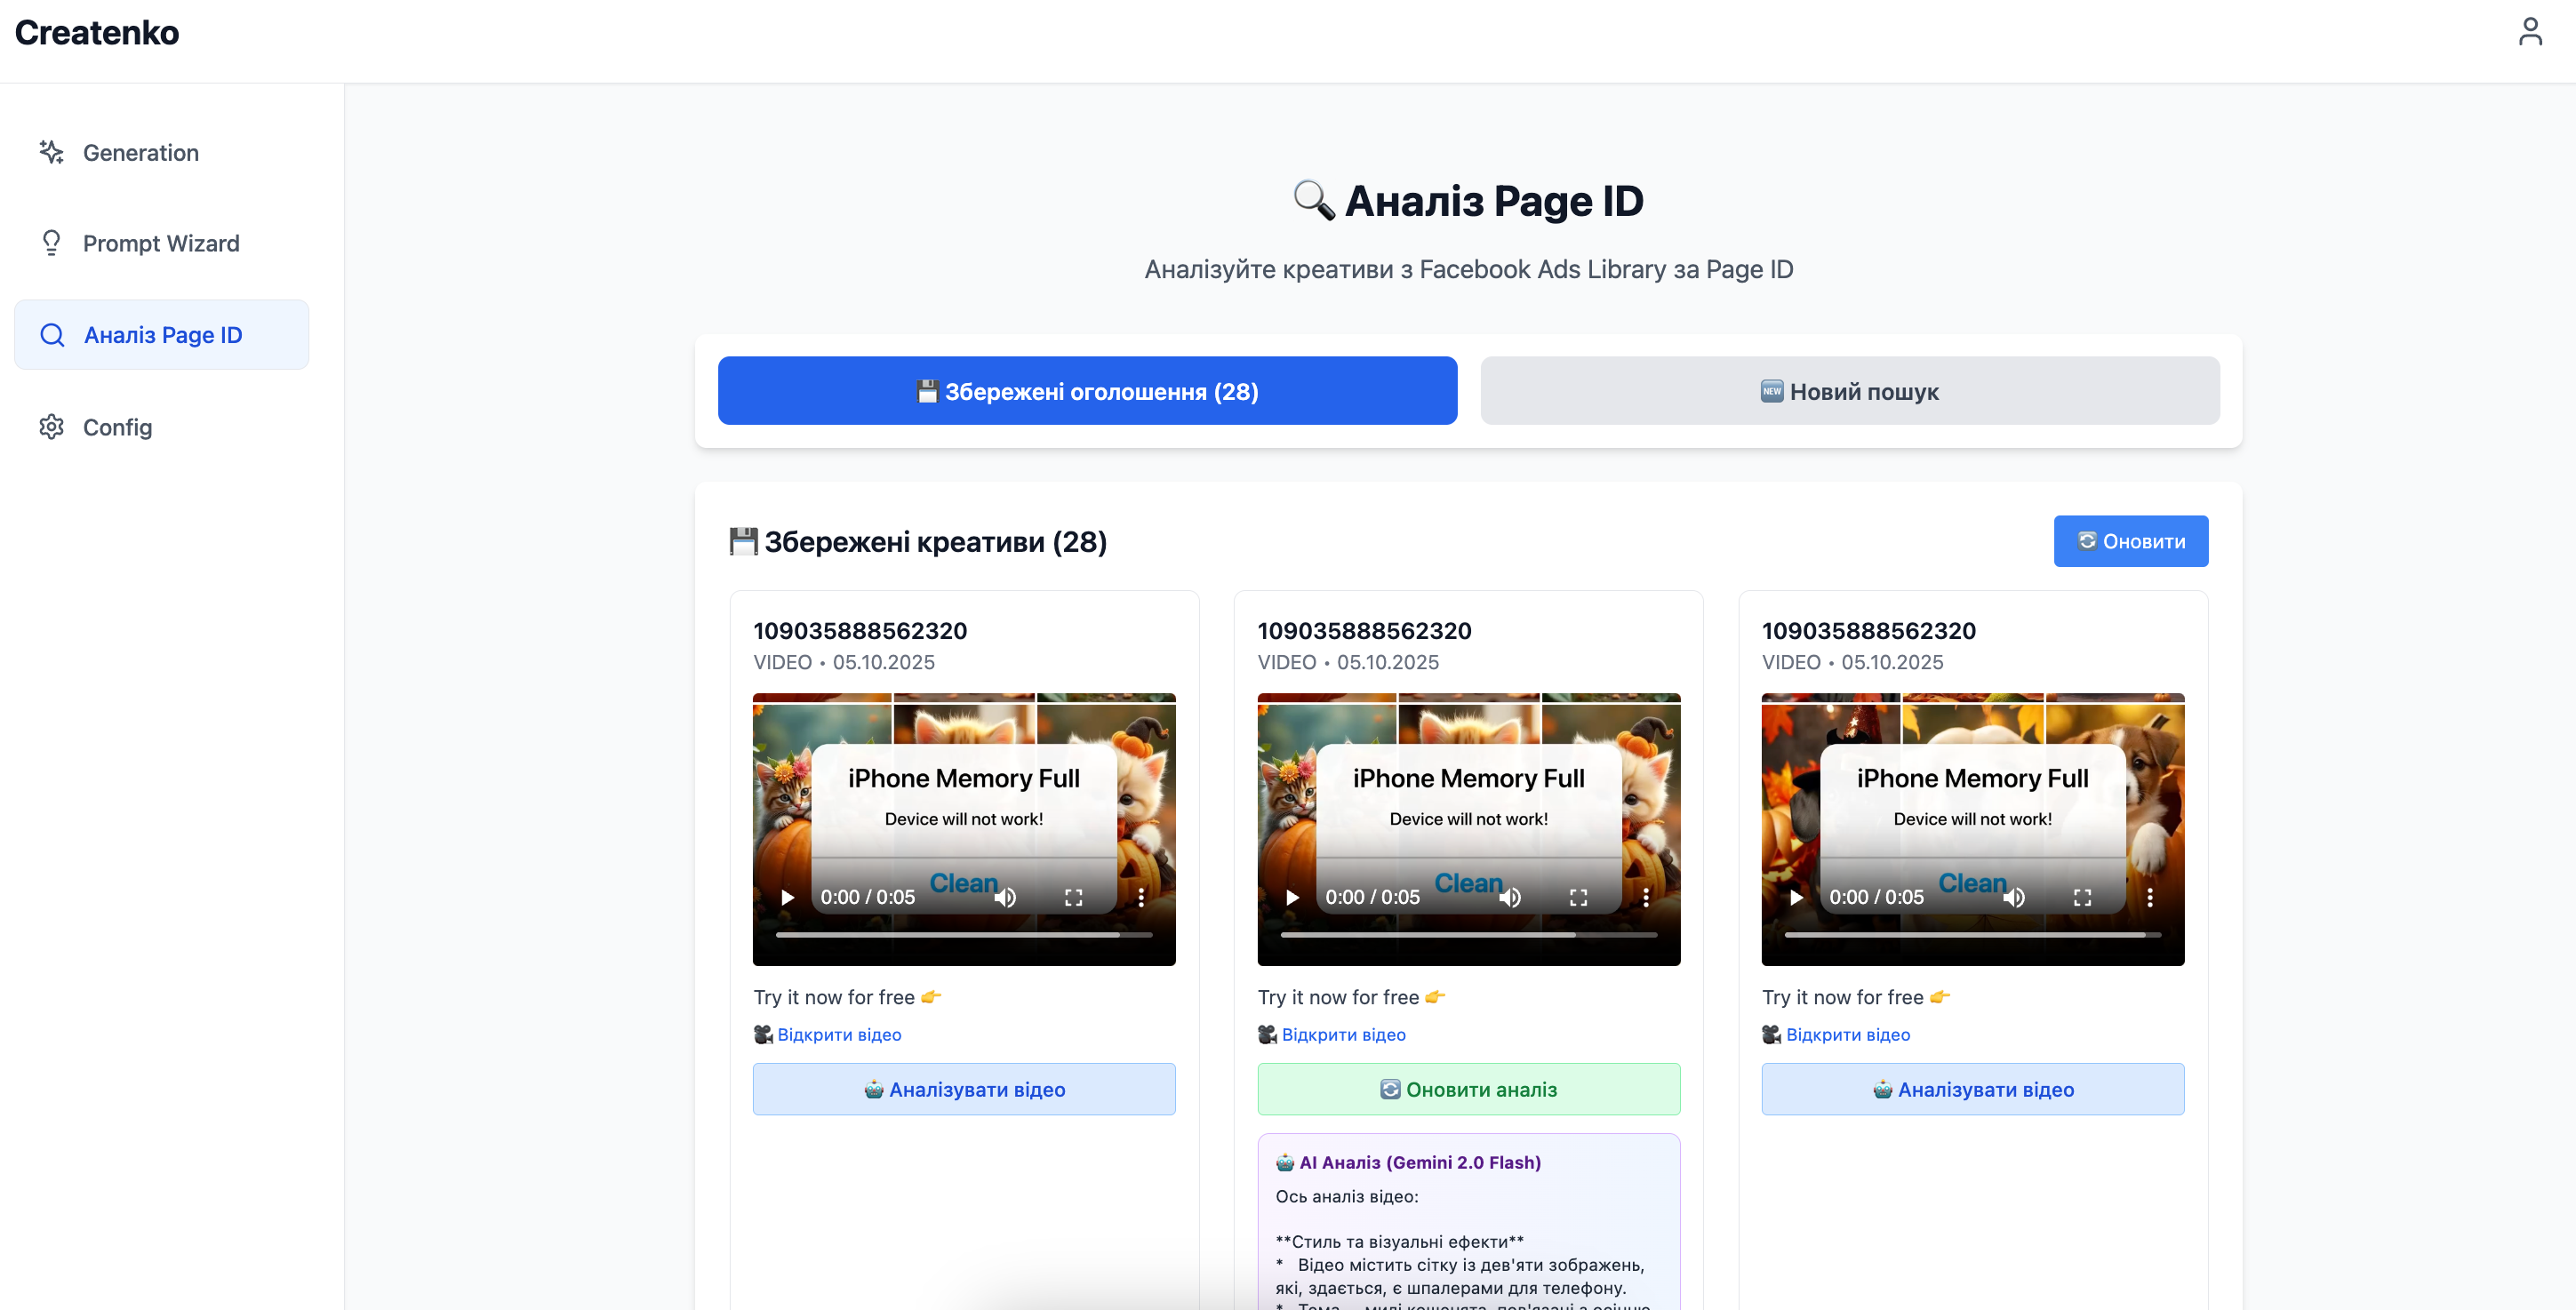 Createnko
Generation
Prompt Wizard
Аналіз Page ID
Config
🔍 Аналіз Page ID
Аналізуйте креативи з Facebook Ads Library за Page ID
💾 Збережені оголошення (28)
🆕 Новий пошук
💾 Збережені креативи (28)
🔄 Оновити
109035888562320
VIDEO • 05.10.2025
iPhone Memory Full
Device will not work!
Clean
0:00 / 0:05
Try it now for free 👉
🎥 Відкрити відео
🤖 Аналізувати відео
109035888562320
VIDEO • 05.10.2025
iPhone Memory Full
Device will not work!
Clean
0:00 / 0:05
Try it now for free 👉
🎥 Відкрити відео
🔄 Оновити аналіз
🤖 AI Аналіз (Gemini 2.0 Flash)
Ось аналіз відео:
**Стиль та візуальні ефекти**
*   Відео містить сітку із дев'яти зображень,
які, здається, є шпалерами для телефону.
*   Тема – милі кошенята, пов'язані з осінню
109035888562320
VIDEO • 05.10.2025
iPhone Memory Full
Device will not work!
Clean
0:00 / 0:05
Try it now for free 👉
🎥 Відкрити відео
🤖 Аналізувати відео